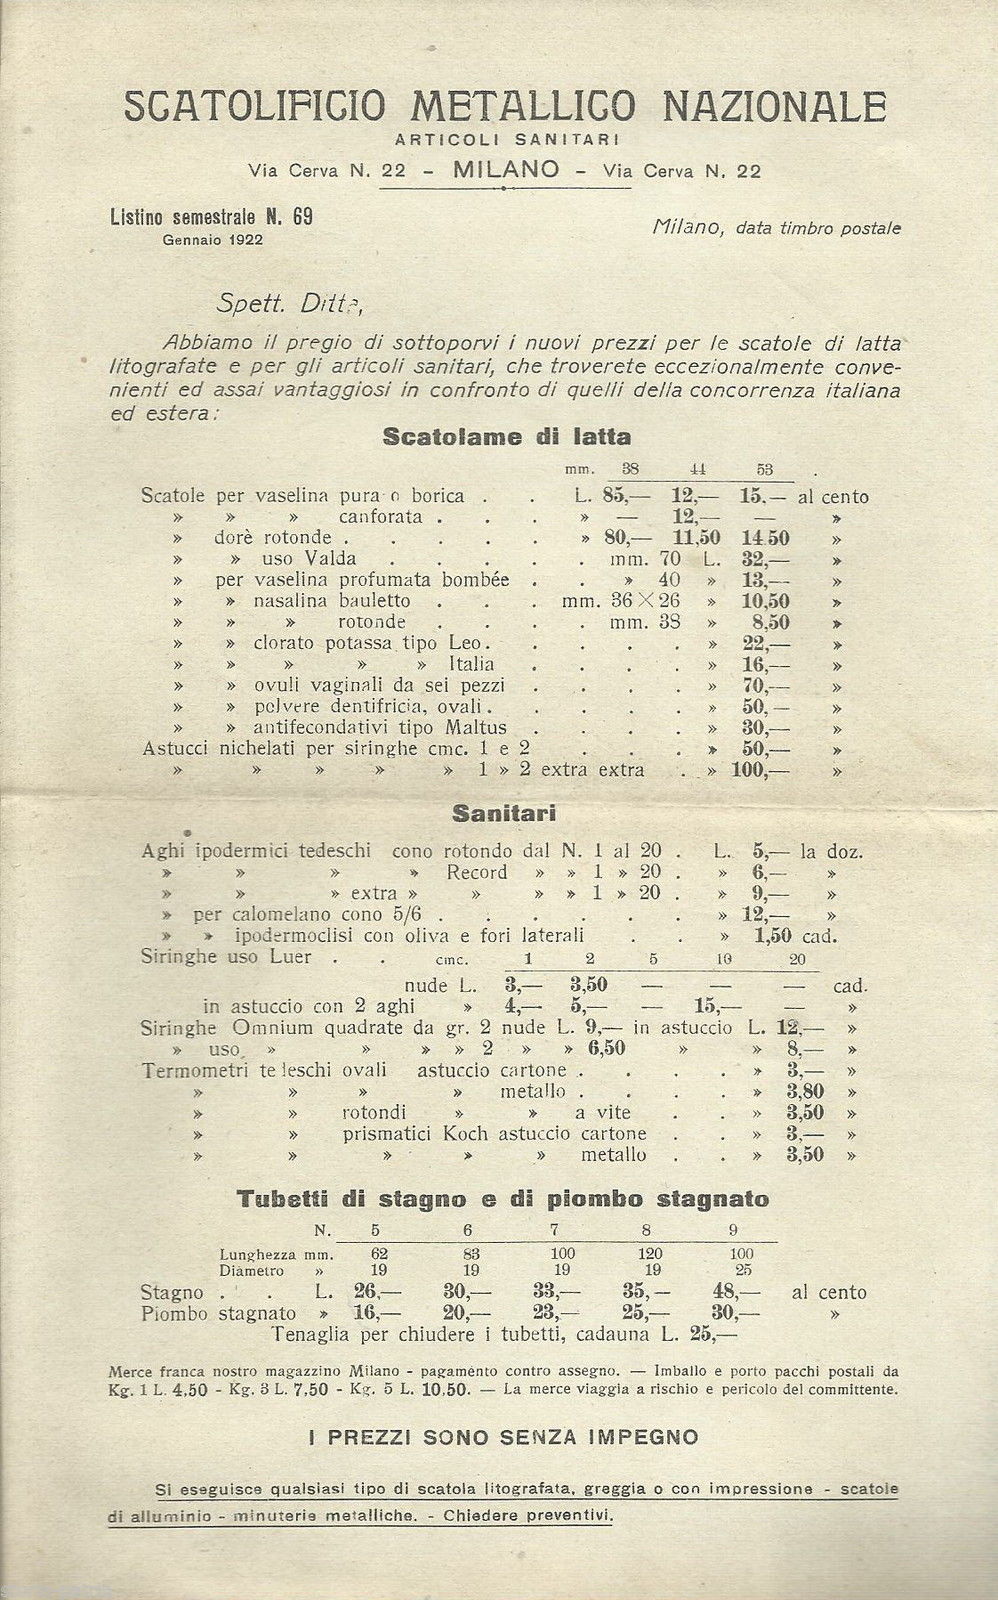 SCATOLIFICIO METALLICO NAZIONALE
ARTICOLI SANITARI
Via Cerva N. 22 - MILANO - Via Cerva N. 22
Listino semestrale N. 69
Gennaio 1922
Milano, data timbro postale
Spett. Ditta,
Abbiamo il pregio di sottoporvi i nuovi prezzi per le scatole di latta
litografate e per gli articoli sanitari, che troverete eccezionalmente conve-
nienti ed assai vantaggiosi in confronto di quelli della concorrenza italiana
ed estera:
Scatolame di latta
mm. 38 44 53
Scatole per vaselina pura o borica . . L. 85,— 12,— 15,— al cento
» » » canforata . . . » — 12,— — »
» dorè rotonde . . . . . » 80,— 11,50 14.50 »
» » uso Valda . . . . . mm. 70 L. 32,— »
» per vaselina profumata bombée . . » 40 » 13,— »
» » nasalina bauletto . . . mm. 36×26 » 10,50 »
» » » rotonde . . . mm. 38 » 8,50 »
» » clorato potassa tipo Leo . . . . . » 22,— »
» » » » » Italia . . . . » 16,— »
» » ovuli vaginali da sei pezzi . . . . » 70,— »
» » polvere dentifricia, ovali . . . . . » 50,— »
» » antifecondativi tipo Maltus . . . . » 30,— »
Astucci nichelati per siringhe cmc. 1 e 2 . . . » 50,— »
» » » » » 1 » 2 extra extra . . » 100,— »
Sanitari
Aghi ipodermici tedeschi cono rotondo dal N. 1 al 20 . L. 5,— la doz.
» » » » Record » » 1 » 20 . » 6,— »
» » » extra » » » » 1 » 20 . » 9,— »
» per calomelano cono 5/6 . . . . . . » 12,— »
» » ipodermoclisi con oliva e fori laterali . . » 1,50 cad.
Siringhe uso Luer . . cmc. 1 2 5 10 20
nude L. 3,— 3,50 — — — cad.
in astuccio con 2 aghi » 4,— 5,— — 15,— — »
Siringhe Omnium quadrate da gr. 2 nude L. 9,— in astuccio L. 12,— »
» uso » » » » 2 » » 6,50 » » 8,— »
Termometri tedeschi ovali astuccio cartone . . . . » 3,— »
» » » » metallo . . . . » 3,80 »
» » rotondi » » a vite . . » 3,50 »
» » prismatici Koch astuccio cartone . . » 3,— »
» » » » » metallo . . » 3,50 »
Tubetti di stagno e di piombo stagnato
N. 5 6 7 8 9
Lunghezza mm. 62 83 100 120 100
Diametro » 19 19 19 19 25
Stagno . . L. 26,— 30,— 33,— 35,— 48,— al cento
Piombo stagnato » 16,— 20,— 23,— 25,— 30,— »
Tenaglia per chiudere i tubetti, cadauna L. 25,—
Merce franca nostro magazzino Milano - pagamento contro assegno. — Imballo e porto pacchi postali da
Kg. 1 L. 4,50 - Kg. 3 L. 7,50 - Kg. 5 L. 10,50. — La merce viaggia a rischio e pericolo del committente.
I PREZZI SONO SENZA IMPEGNO
Si eseguisce qualsiasi tipo di scatola litografata, greggia o con impressione - scatole
di alluminio - minuterie metalliche. - Chiedere preventivi.